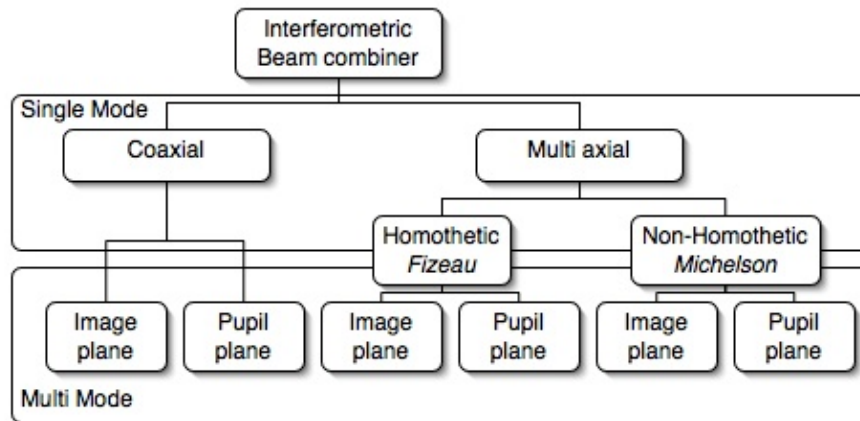 Interferometric
Beam combiner
Single Mode
Coaxial
Multi axial
Homothetic
Fizeau
Non-Homothetic
Michelson
Image
plane
Pupil
plane
Image
plane
Pupil
plane
Image
plane
Pupil
plane
Multi Mode